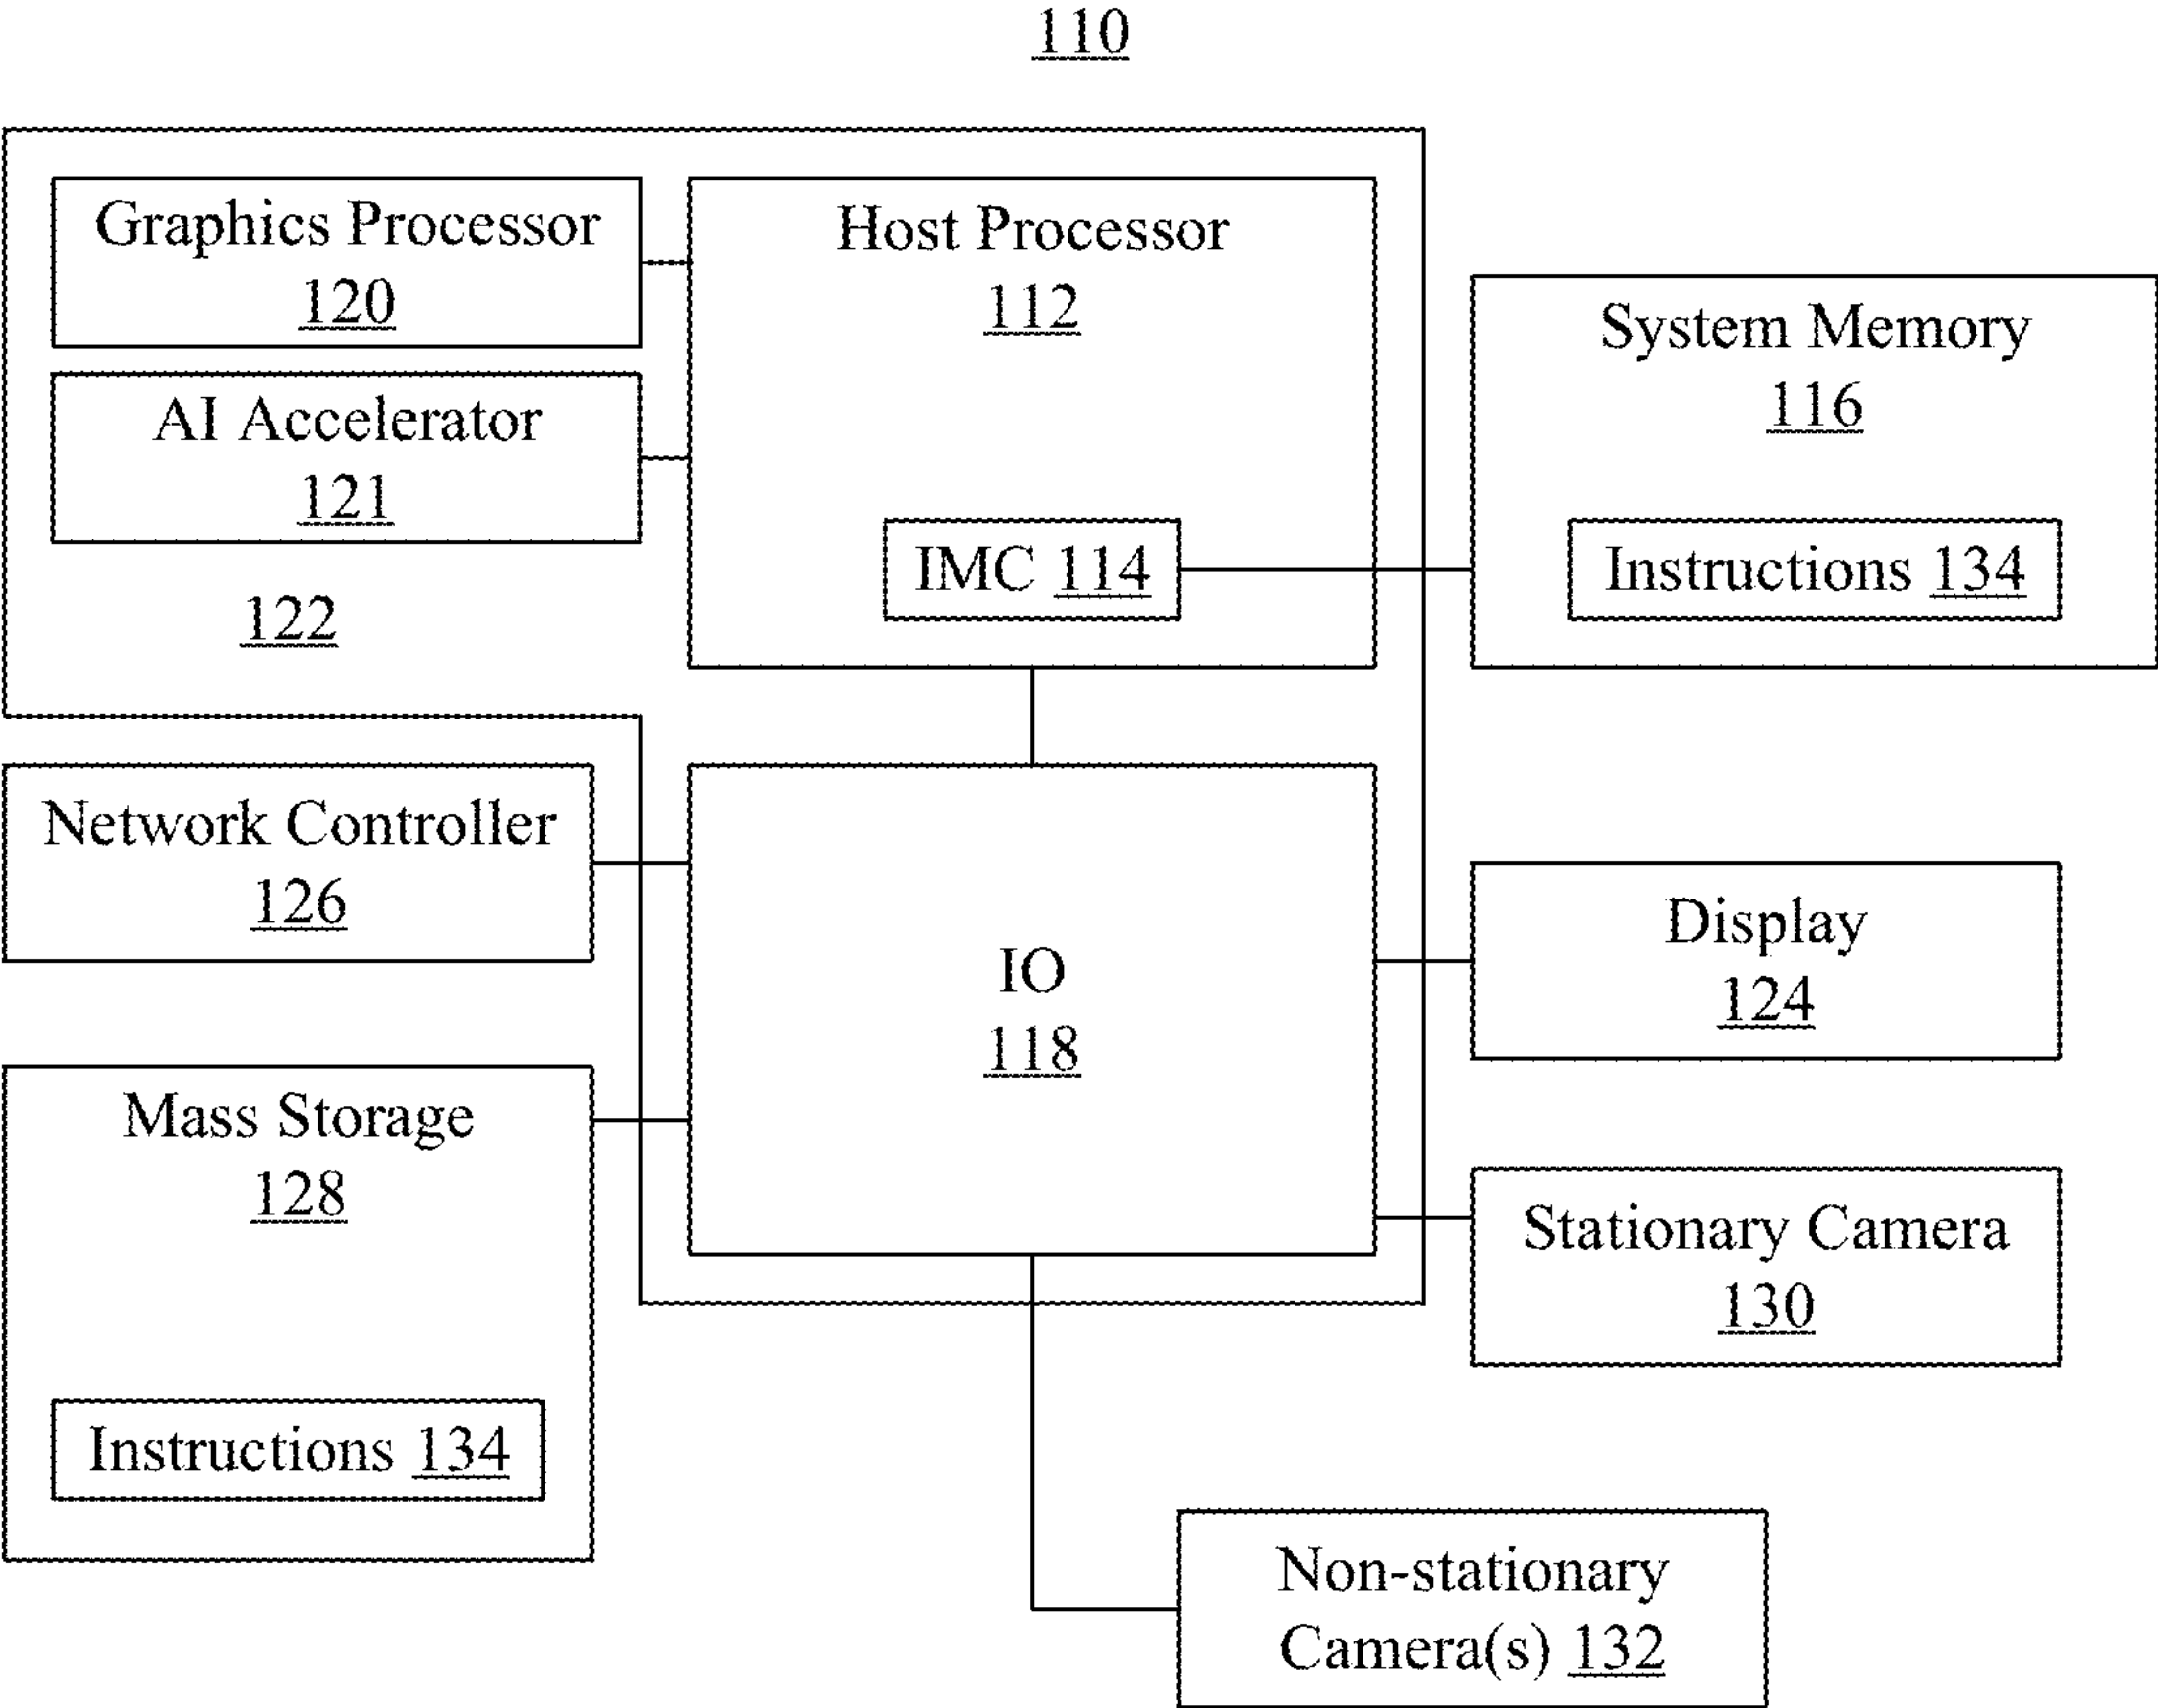 110
Graphics Processor
120
Host Processor
112
AI Accelerator
121
IMC 114
122
System Memory
116
Instructions 134
Network Controller
126
IO
118
Display
124
Mass Storage
128
Instructions 134
Stationary Camera
130
Non-stationary
Camera(s) 132